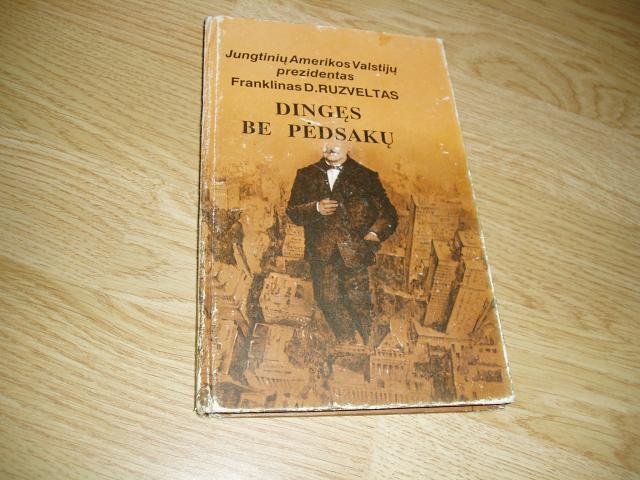 Jungtinių Amerikos Valstijų
prezidentas
Franklinas D.RUZVELTAS
DINGĘS
BE PĖDSAKŲ